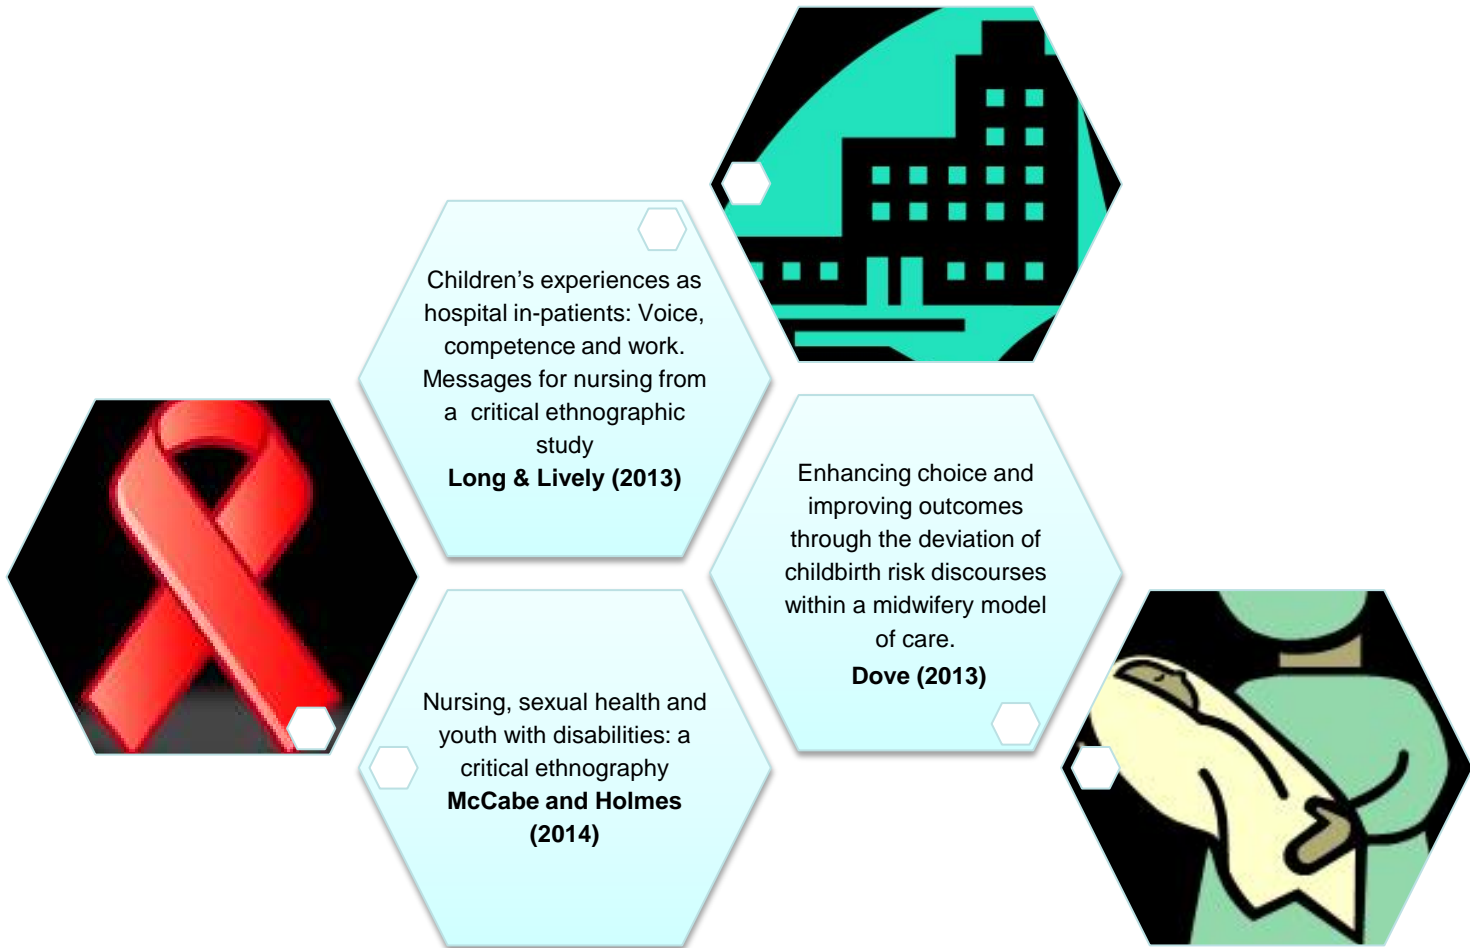 Children’s experiences as
hospital in-patients: Voice,
competence and work.
Messages for nursing from
a critical ethnographic
study
Long & Lively (2013)
Enhancing choice and
improving outcomes
through the deviation of
childbirth risk discourses
within a midwifery model
of care.
Dove (2013)
Nursing, sexual health and
youth with disabilities: a
critical ethnography
McCabe and Holmes
(2014)